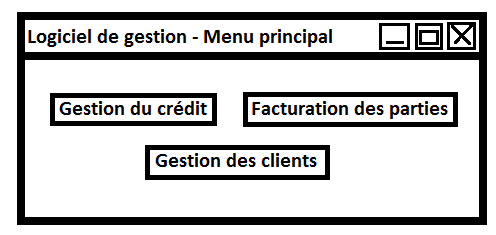 Logiciel de gestion - Menu principal
Gestion du crédit
Facturation des parties
Gestion des clients